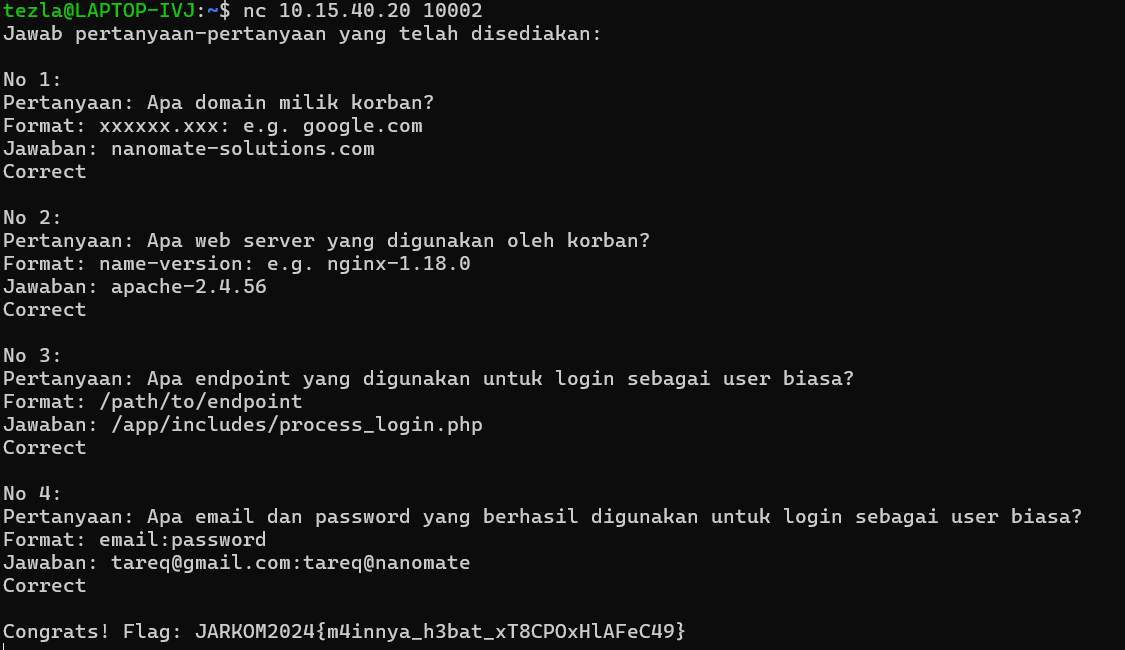 tezla@LAPTOP-IVJ:~$ nc 10.15.40.20 10002
Jawab pertanyaan-pertanyaan yang telah disediakan:
No 1:
Pertanyaan: Apa domain milik korban?
Format: xxxxxx.xxx: e.g. google.com
Jawaban: nanomate-solutions.com
Correct
No 2:
Pertanyaan: Apa web server yang digunakan oleh korban?
Format: name-version: e.g. nginx-1.18.0
Jawaban: apache-2.4.56
Correct
No 3:
Pertanyaan: Apa endpoint yang digunakan untuk login sebagai user biasa?
Format: /path/to/endpoint
Jawaban: /app/includes/process_login.php
Correct
No 4:
Pertanyaan: Apa email dan password yang berhasil digunakan untuk login sebagai user biasa?
Format: email:password
Jawaban: tareq@gmail.com:tareq@nanomate
Correct
Congrats! Flag: JARKOM2024{m4innya_h3bat_xT8CPOxHlAFeC49}